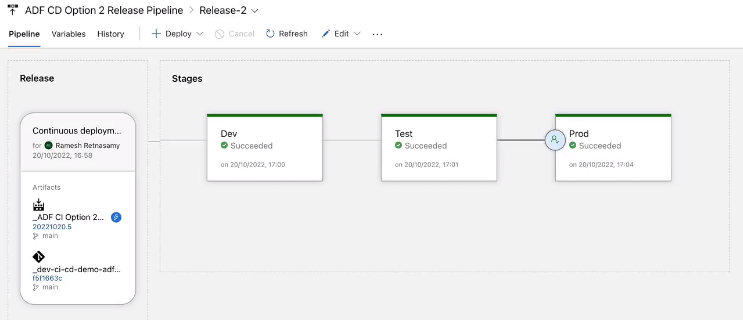 ADF CD Option 2 Release Pipeline > Release-2
Pipeline Variables History + Deploy Cancel Refresh Edit ...
Release
Stages
Continuous deploym...
for Ramesh Retnasamy
20/10/2022, 16:58
Artifacts
_ADF CI Option 2...
20221020.5
main
_dev-ci-cd-demo-adf...
f5f1663c
main
Dev
Succeeded
on 20/10/2022, 17:00
Test
Succeeded
on 20/10/2022, 17:01
Prod
Succeeded
on 20/10/2022, 17:04